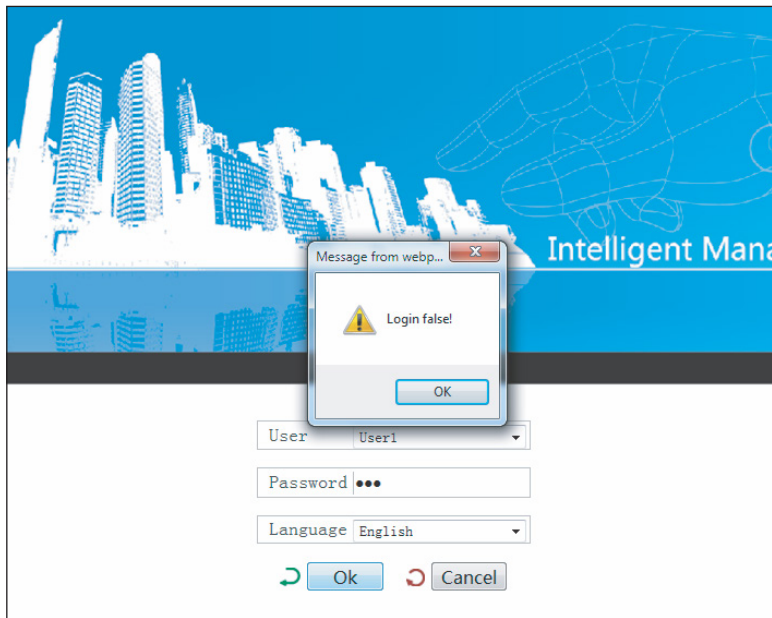 Intelligent Mana
Message from webp...
Login false!
OK
User User1
Password •••
Language English
Ok Cancel